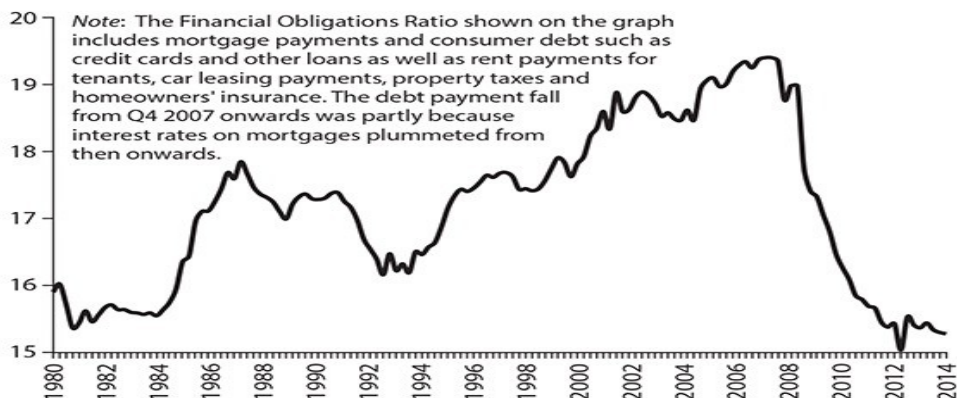 20
Note: The Financial Obligations Ratio shown on the graph
includes mortgage payments and consumer debt such as
credit cards and other loans as well as rent payments for
tenants, car leasing payments, property taxes and
homeowners' insurance. The debt payment fall
from Q4 2007 onwards was partly because
interest rates on mortgages plummeted from
then onwards.
19
18
17
16
15
1980 1982 1984 1986 1988 1990 1992 1994 1996 1998 2000 2002 2004 2006 2008 2010 2012 2014